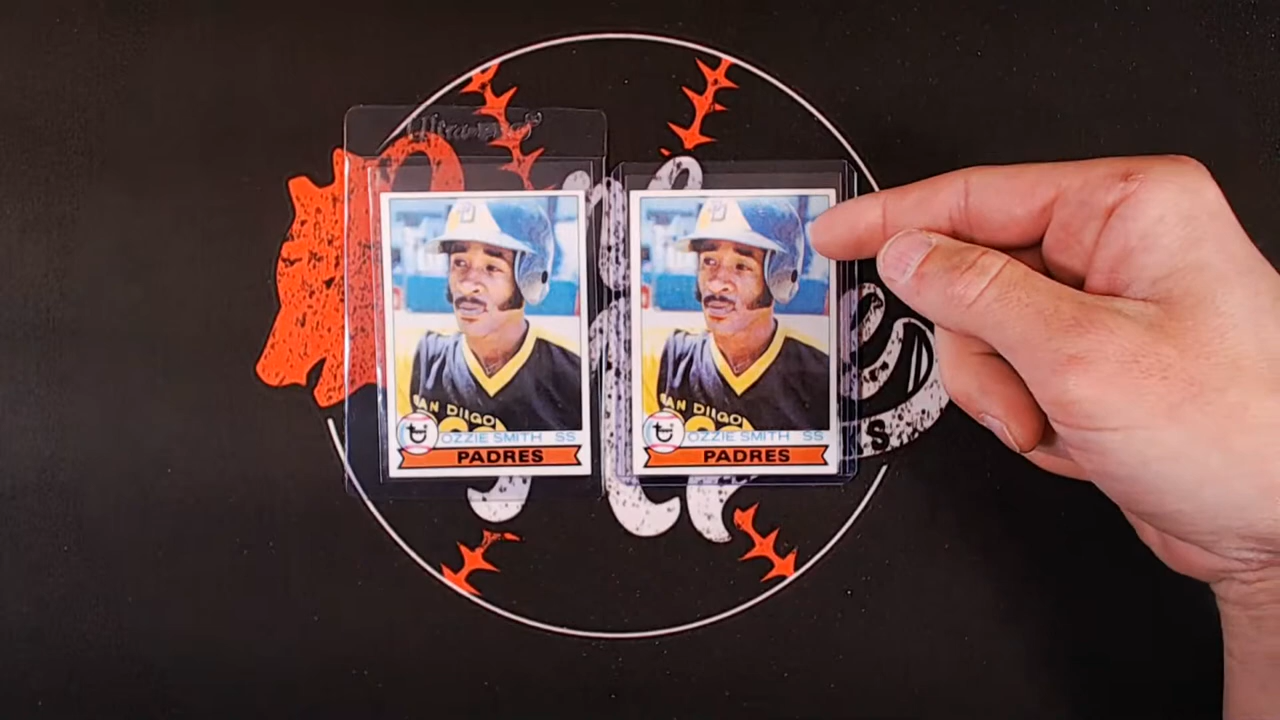 Ultra-PRO
SAN DIEGO
OZZIE SMITH SS
PADRES
SAN DIEGO
OZZIE SMITH SS
PADRES
S